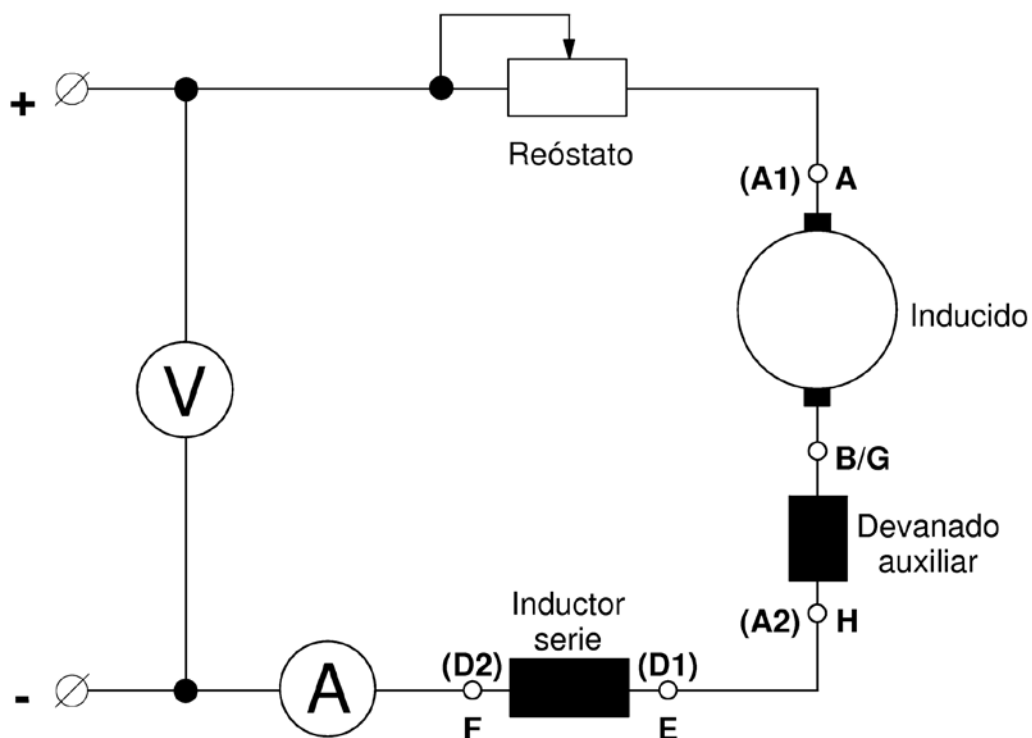 +
Reóstato
(A1) A
Inducido
V
B/G
Devanado
auxiliar
Inductor
serie
(A2) H
(D2) (D1)
- A
F E